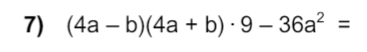 7) (4a – b)(4a + b) · 9 – 36a² =